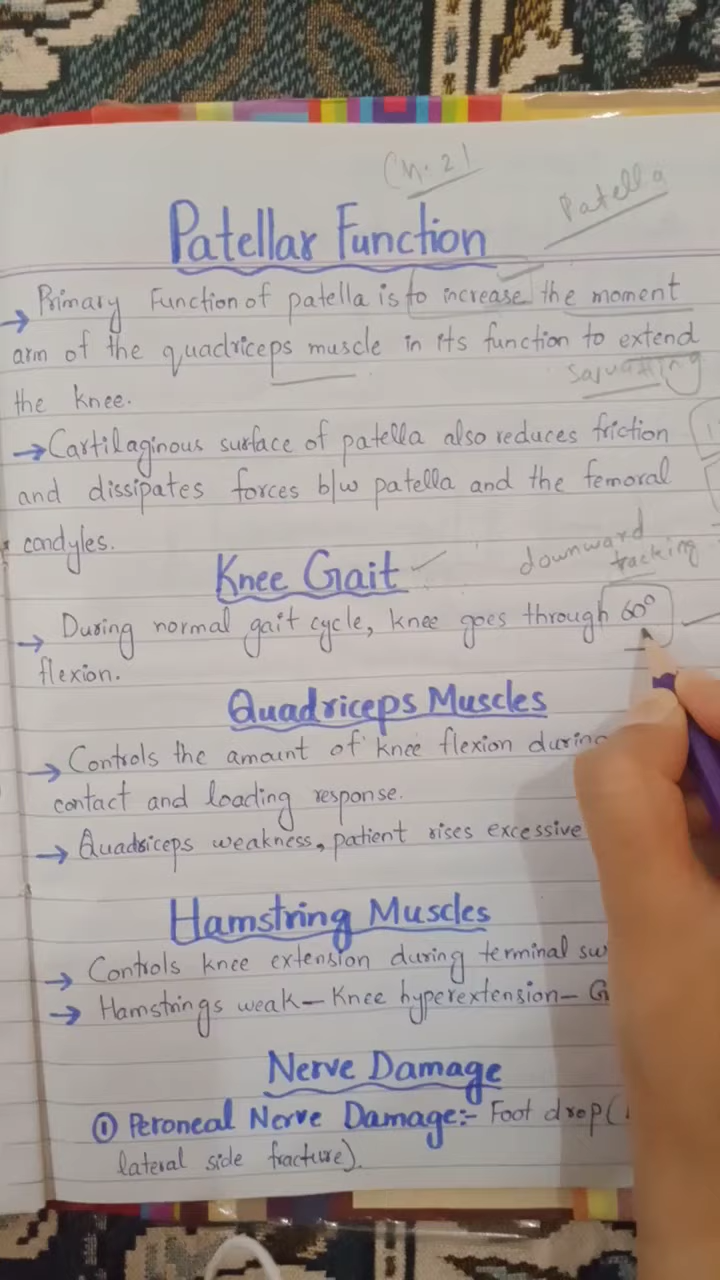 Ch. 21
Patella
Patellar Function
→ Primary Function of patella is to increase the moment
arm of the quadriceps muscle in its function to extend
the knee.
→ Cartilaginous surface of patella also reduces friction
and dissipates forces b/w patella and the femoral
condyles.
downward
tracking
Knee Gait
→ During normal gait cycle, knee goes through 60°
flexion.
Quadriceps Muscles
→ Controls the amount of knee flexion during
contact and loading response.
→ Quadriceps weakness, patient rises excessive
Hamstring Muscles
→ Controls knee extension during terminal sw
→ Hamstrings weak – Knee hyperextension – G
Nerve Damage
① Peroneal Nerve Damage:- Foot drop (
lateral side fracture).